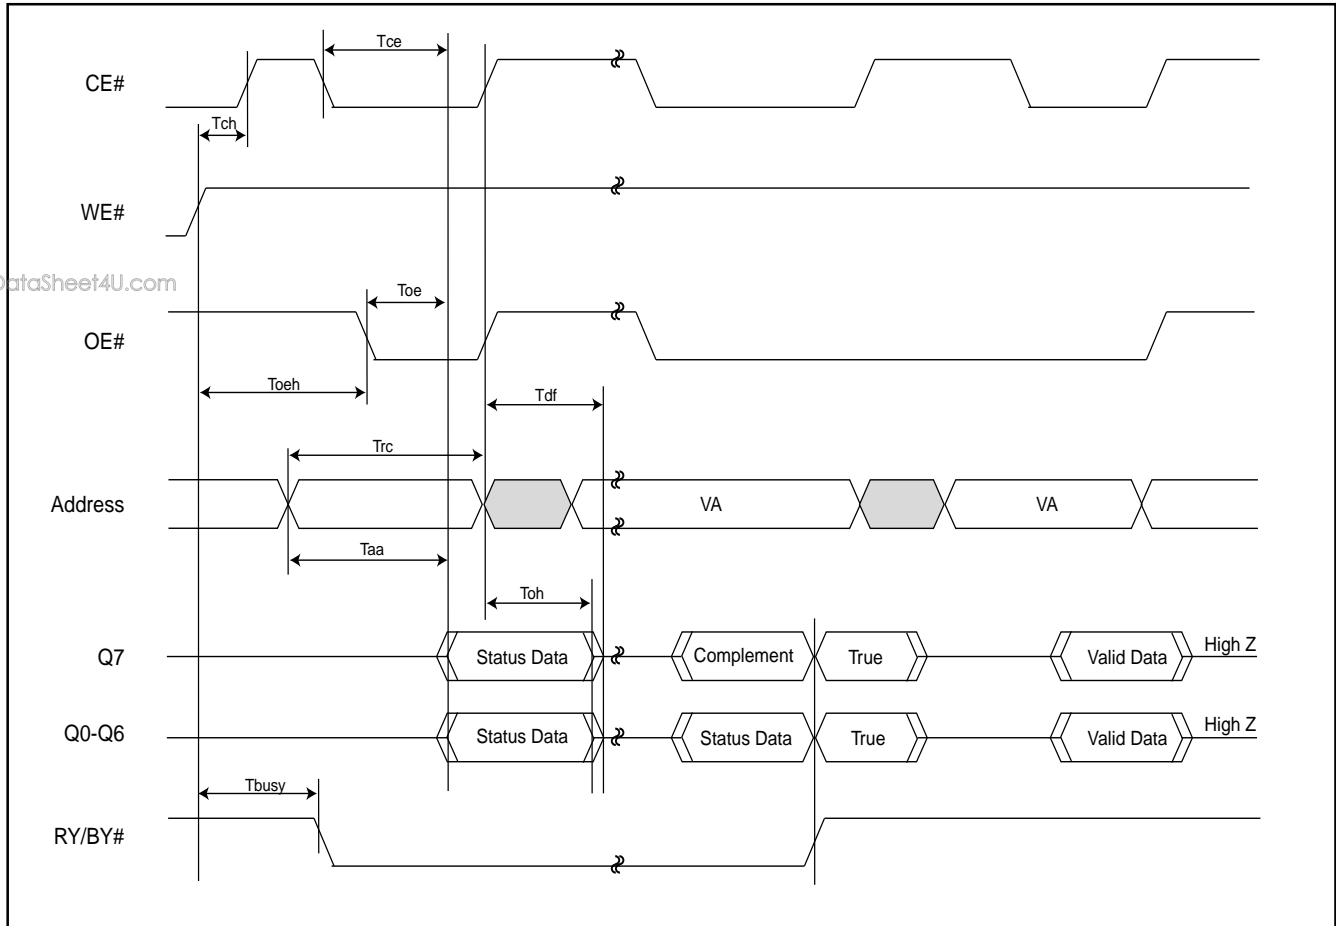 Tce
CE#
Tch
WE#
DataSheet4U.com
Toe
OE#
Toeh
Tdf
Trc
Address
VA
VA
Taa
Toh
Q7
Status Data
Complement
True
Valid Data
High Z
Q0-Q6
Status Data
Status Data
True
Valid Data
High Z
Tbusy
RY/BY#